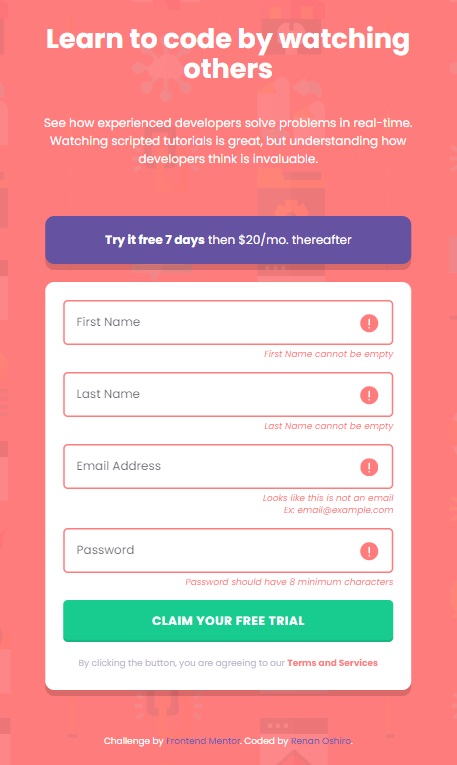 Learn to code by watching
others
See how experienced developers solve problems in real-time.
Watching scripted tutorials is great, but understanding how
developers think is invaluable.
Try it free 7 days then $20/mo. thereafter
First Name
First Name cannot be empty
Last Name
Last Name cannot be empty
Email Address
Looks like this is not an email
Ex: email@example.com
Password
Password should have 8 minimum characters
CLAIM YOUR FREE TRIAL
By clicking the button, you are agreeing to our Terms and Services
Challenge by Frontend Mentor. Coded by Renan Oshiro.